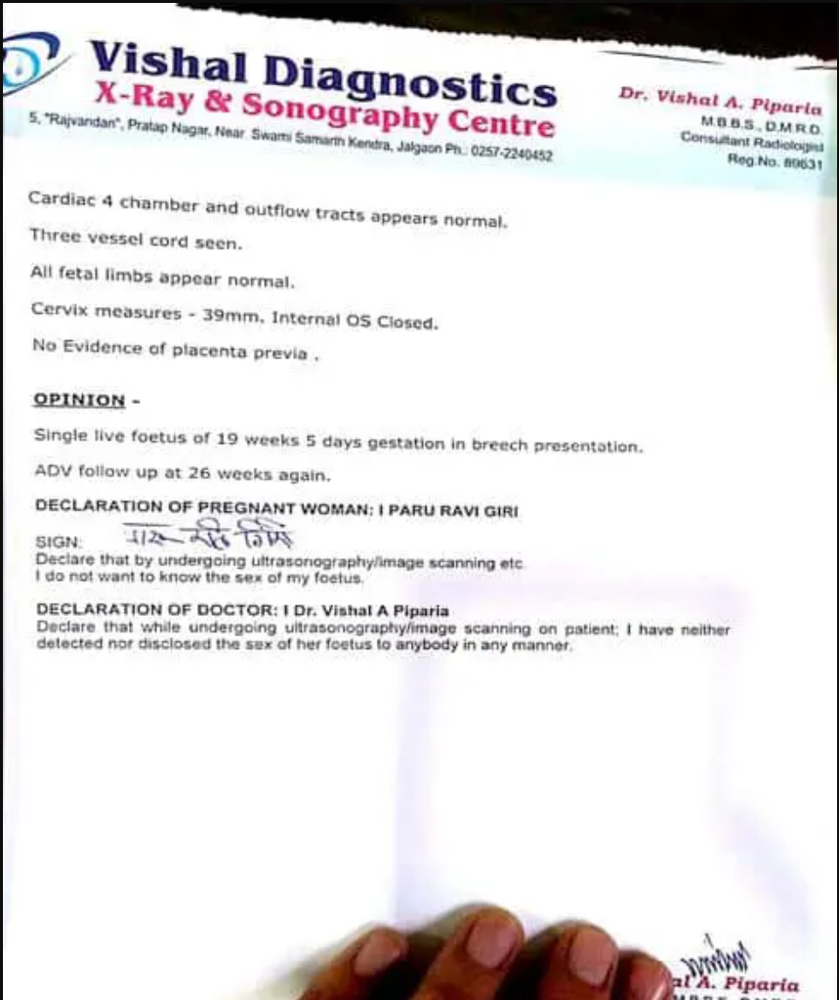 Vishal Diagnostics
X-Ray & Sonography Centre
5, "Rajvandan", Pratap Nagar, Near Swami Samarth Kendra, Jalgaon Ph.: 0257-2240452
Dr. Vishal A. Piparia
M.B.B.S., D.M.R.D.
Consultant Radiologist
Reg.No. 89631
Cardiac 4 chamber and outflow tracts appears normal.
Three vessel cord seen.
All fetal limbs appear normal.
Cervix measures - 39mm, Internal OS Closed.
No Evidence of placenta previa .
OPINION -
Single live foetus of 19 weeks 5 days gestation in breech presentation.
ADV follow up at 26 weeks again.
DECLARATION OF PREGNANT WOMAN: I PARU RAVI GIRI
SIGN:
Declare that by undergoing ultrasonography/image scanning etc
I do not want to know the sex of my foetus.
DECLARATION OF DOCTOR: I Dr. Vishal A Piparia
Declare that while undergoing ultrasonography/image scanning on patient; I have neither
detected nor disclosed the sex of her foetus to anybody in any manner.
al A. Piparia